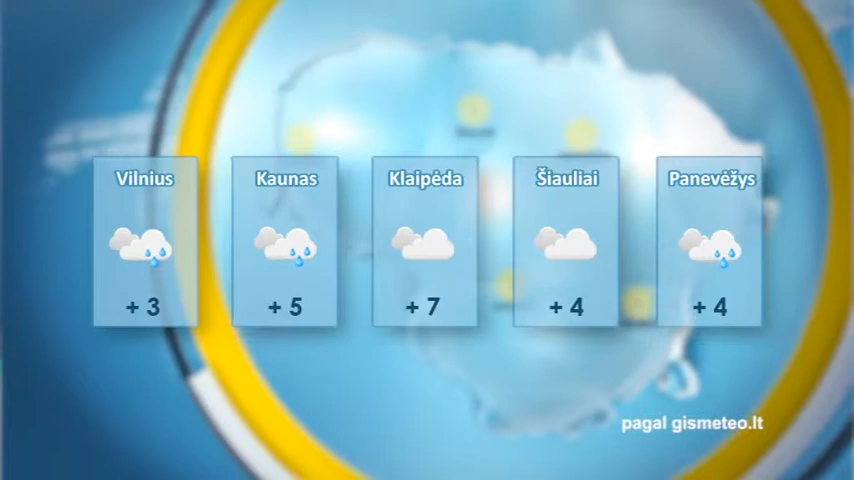 Vilnius
+ 3
Kaunas
+ 5
Klaipėda
+ 7
Šiauliai
+ 4
Panevėžys
+ 4
pagal gismeteo.lt